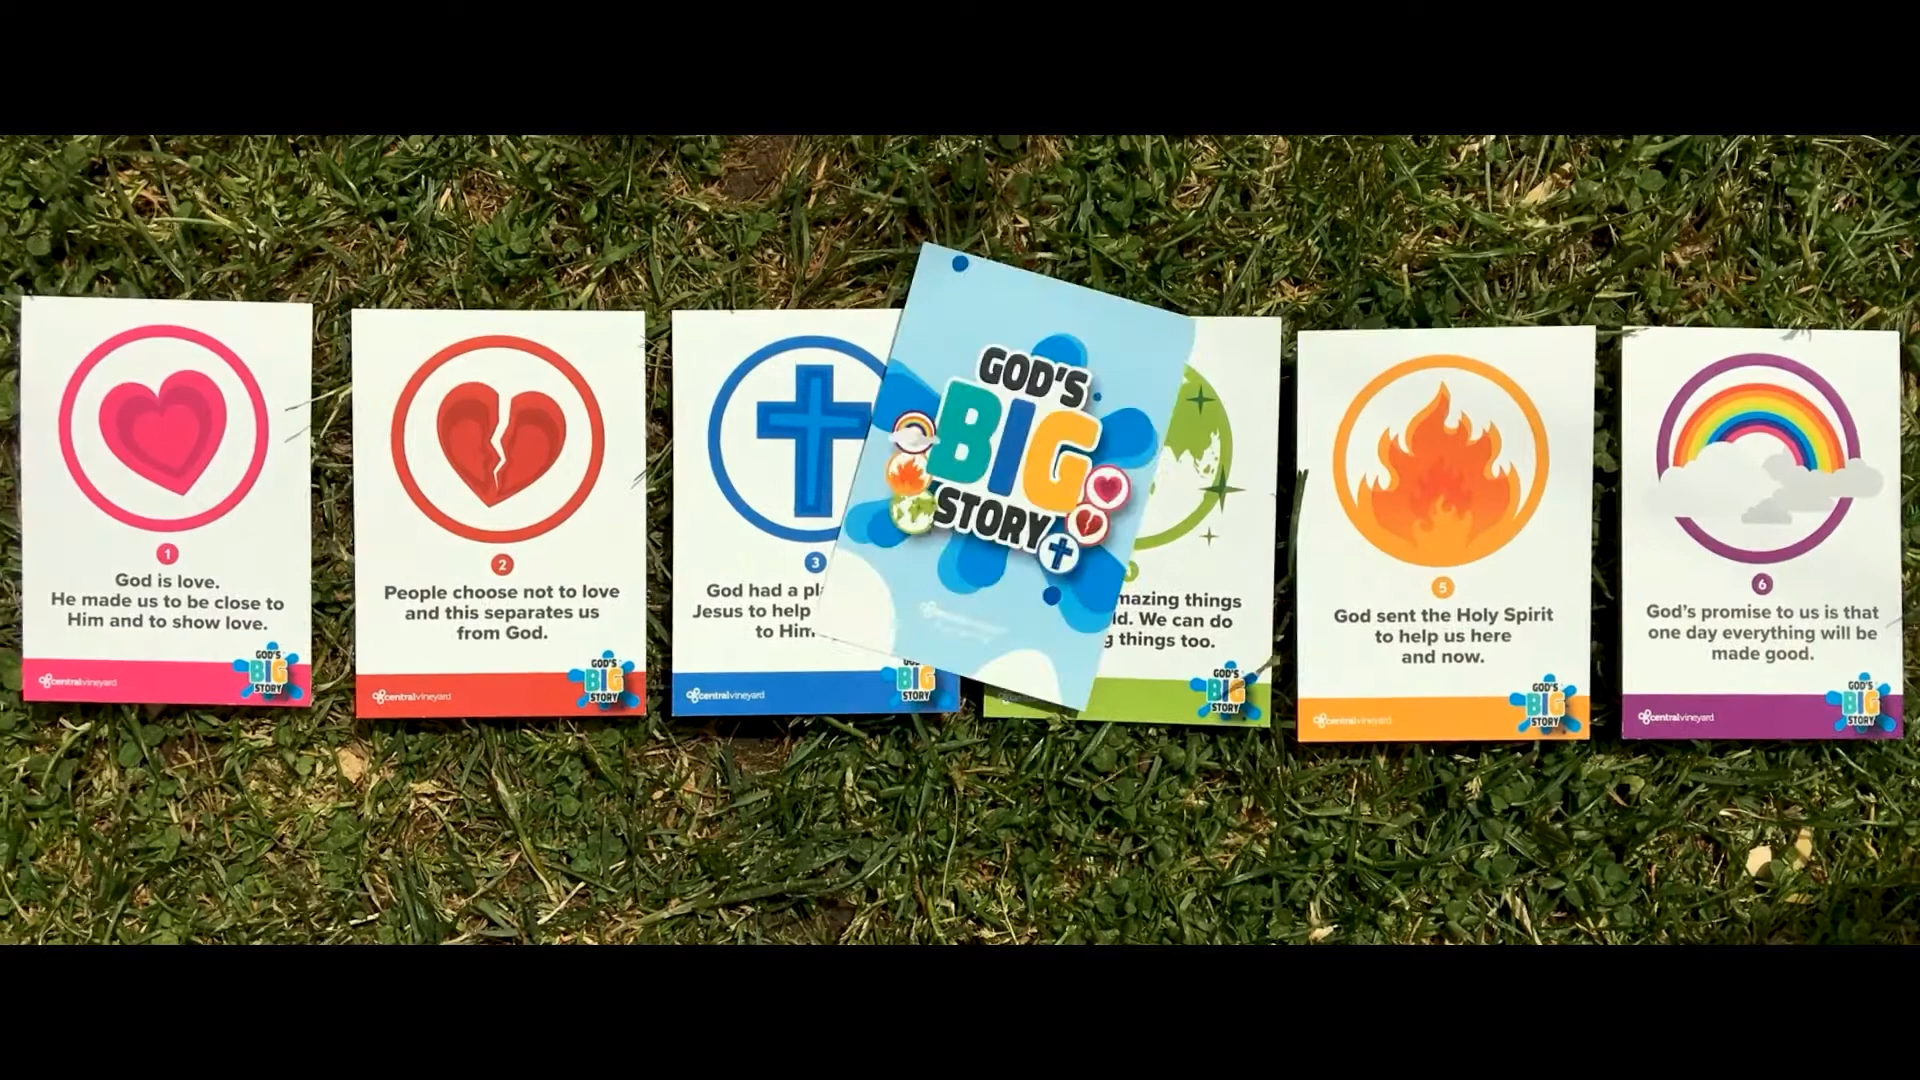 1
God is love.
He made us to be close to
Him and to show love.
centralvineyard
GOD'S
BIG
STORY
2
People choose not to love
and this separates us
from God.
centralvineyard
GOD'S
BIG
STORY
3
God had a
Jesus to help
to Him
centralvineyard
BIG
STORY
GOD'S
BIG
STORY
things
We can do
things too.
GOD'S
BIG
STORY
5
God sent the Holy Spirit
to help us here
and now.
centralvineyard
GOD'S
BIG
STORY
6
God's promise to us is that
one day everything will be
made good.
centralvineyard
GOD'S
BIG
STORY